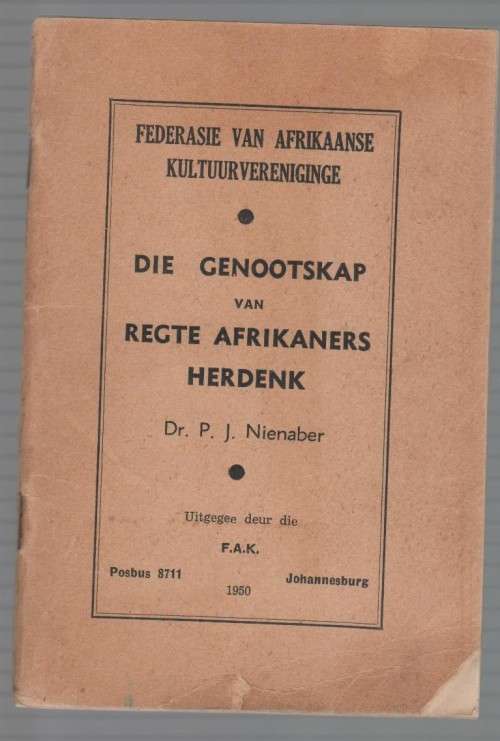 FEDERASIE VAN AFRIKAANSE
KULTUURVERENIGINGE
DIE GENOOTSKAP
VAN
REGTE AFRIKANERS
HERDENK
Dr. P. J. Nienaber
Uitgegee deur die
F.A.K.
Posbus 8711 Johannesburg
1950